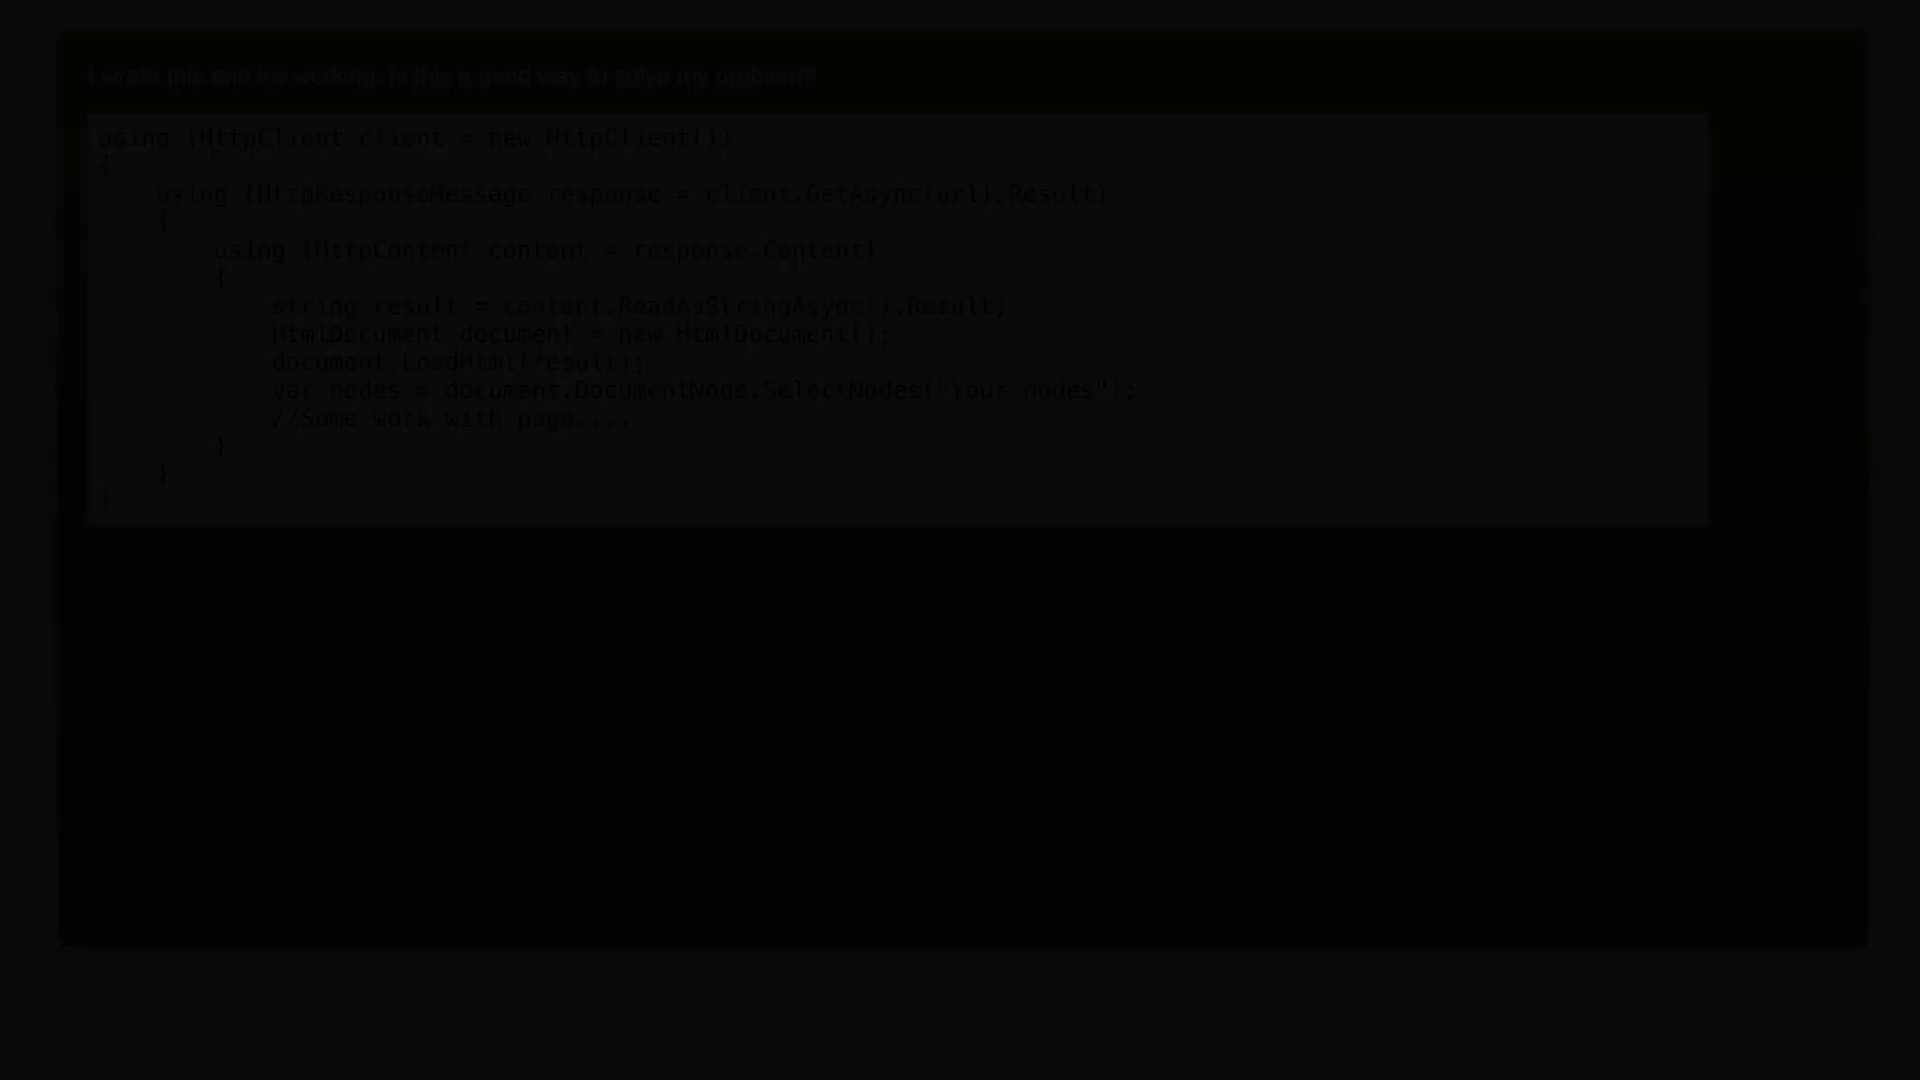 I wrote this and it's working. Is this a good way to solve my problem?
using (HttpClient client = new HttpClient())
{
    using (HttpResponseMessage response = client.GetAsync(url).Result)
    {
        using (HttpContent content = response.Content)
        {
            string result = content.ReadAsStringAsync().Result;
            HtmlDocument document = new HtmlDocument();
            document.LoadHtml(result);
            var nodes = document.DocumentNode.SelectNodes("Your nodes");
            //Some work with page....
        }
    }
}